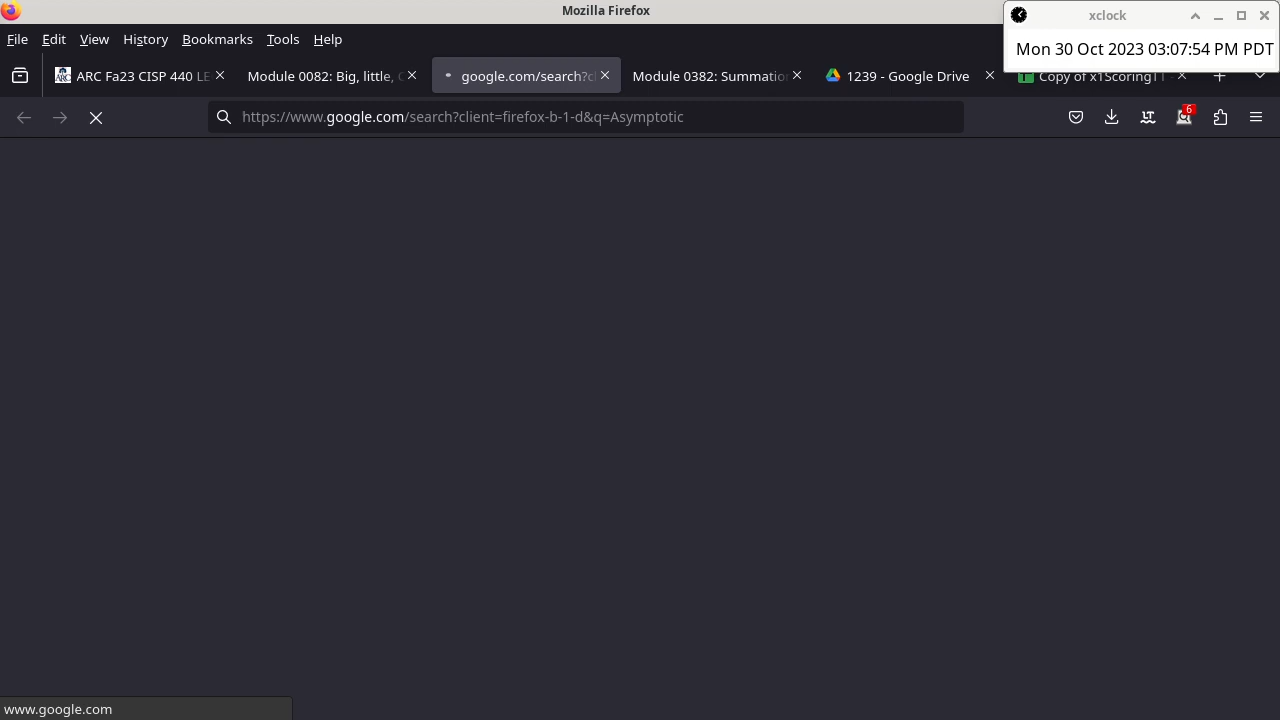 Mozilla Firefox
xclock
Mon 30 Oct 2023 03:07:54 PM PDT
File Edit View History Bookmarks Tools Help
ARC Fa23 CISP 440 LE
Module 0082: Big, little,
google.com/search?c
Module 0382: Summatio
1239 - Google Drive
Copy of x1Scoring11 -
https://www.google.com/search?client=firefox-b-1-d&q=Asymptotic
6
www.google.com